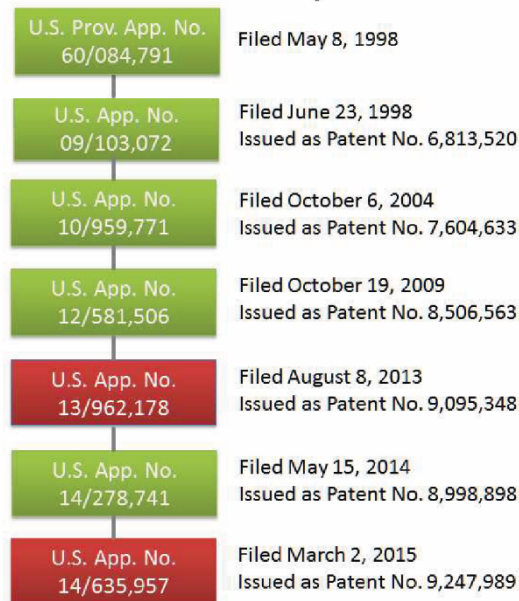 U.S. Prov. App. No.
60/084,791
Filed May 8, 1998
U.S. App. No.
09/103,072
Filed June 23, 1998
Issued as Patent No. 6,813,520
U.S. App. No.
10/959,771
Filed October 6, 2004
Issued as Patent No. 7,604,633
U.S. App. No.
12/581,506
Filed October 19, 2009
Issued as Patent No. 8,506,563
U.S. App. No.
13/962,178
Filed August 8, 2013
Issued as Patent No. 9,095,348
U.S. App. No.
14/278,741
Filed May 15, 2014
Issued as Patent No. 8,998,898
U.S. App. No.
14/635,957
Filed March 2, 2015
Issued as Patent No. 9,247,989